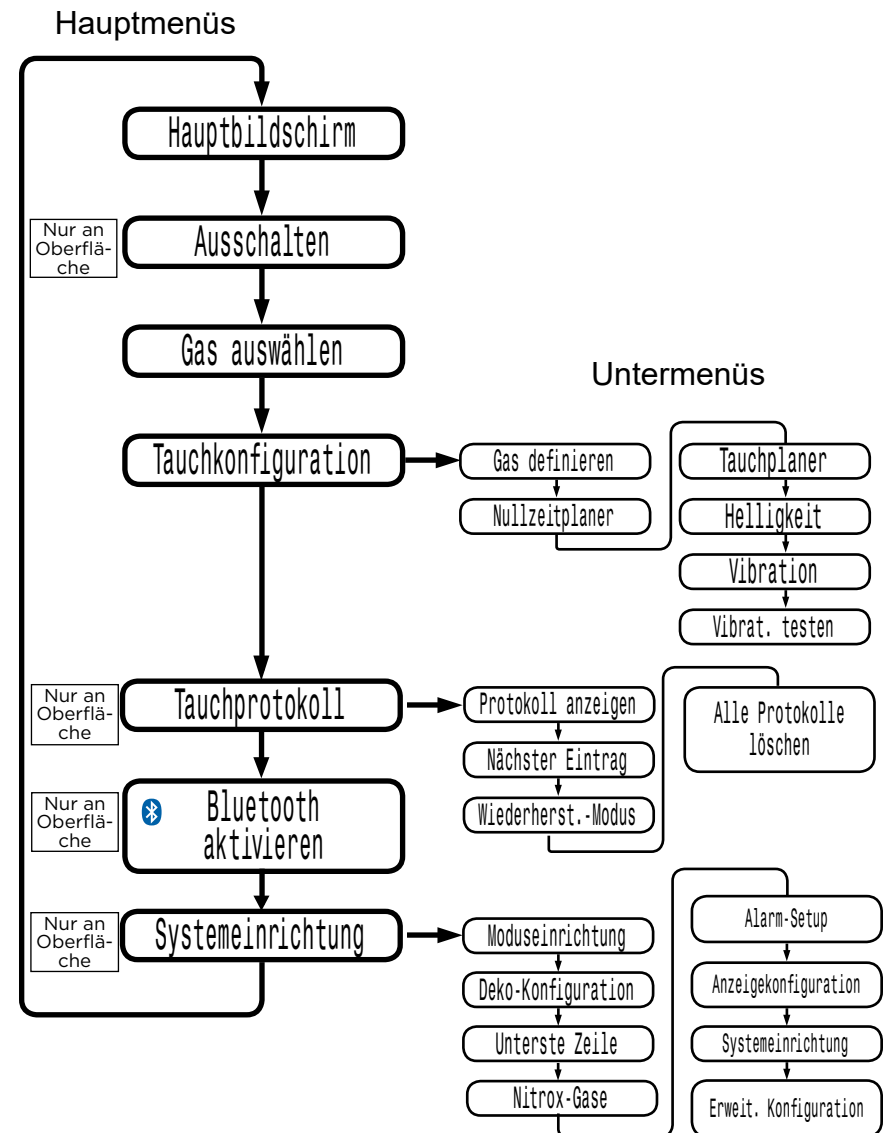 Hauptmenüs
Hauptbildschirm
Nur an
Oberflä-
che
Ausschalten
Gas auswählen
Untermenüs
Tauchkonfiguration
Gas definieren
Nullzeitplaner
Tauchplaner
Helligkeit
Vibration
Vibrat. testen
Nur an
Oberflä-
che
Tauchprotokoll
Protokoll anzeigen
Nächster Eintrag
Wiederherst.-Modus
Alle Protokolle
löschen
Nur an
Oberflä-
che
Bluetooth
aktivieren
Nur an
Oberflä-
che
Systemeinrichtung
Moduseinrichtung
Deko-Konfiguration
Unterste Zeile
Nitrox-Gase
Alarm-Setup
Anzeigekonfiguration
Systemeinrichtung
Erweit. Konfiguration